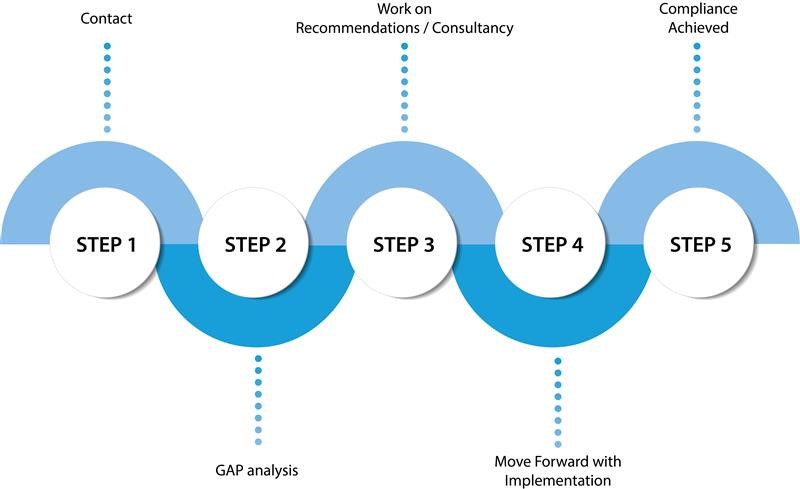 Contact
Work on
Recommendations / Consultancy
Compliance
Achieved
STEP 1
STEP 2
STEP 3
STEP 4
STEP 5
GAP analysis
Move Forward with
Implementation